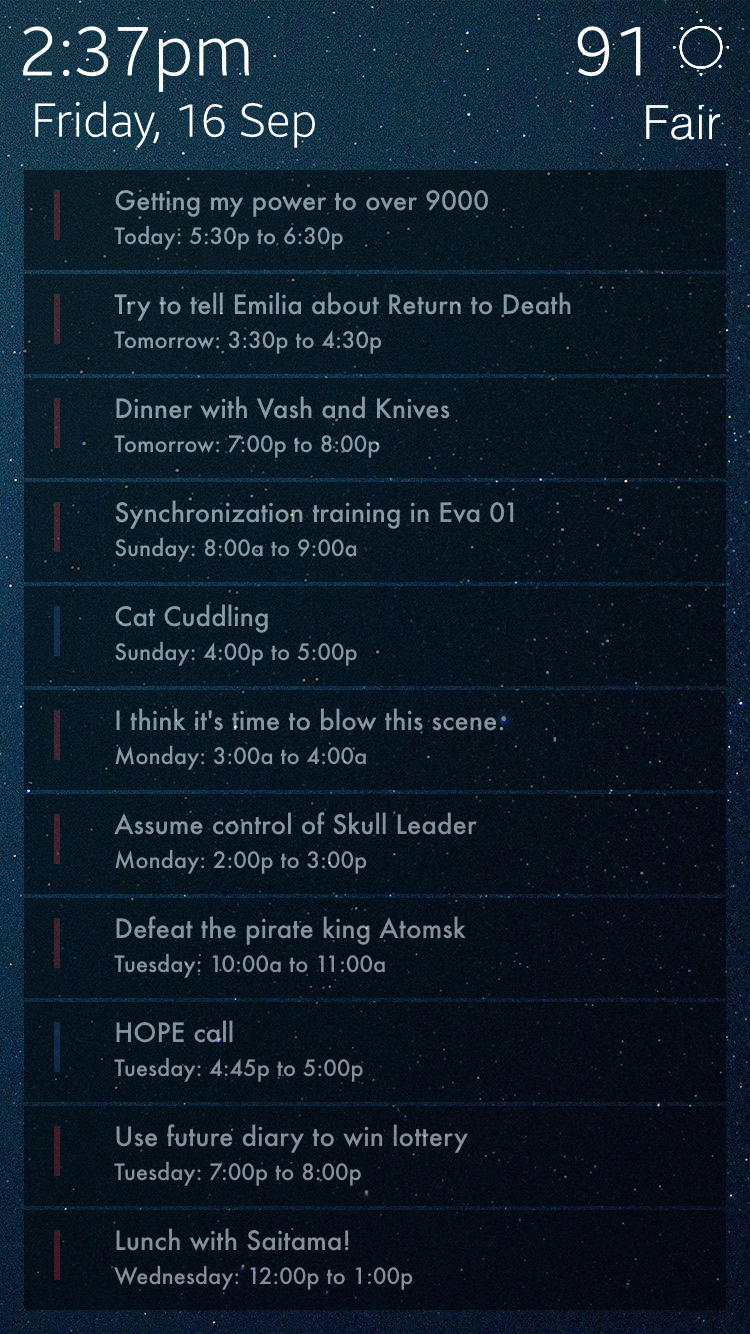 2:37pm
91
Friday, 16 Sep
Fair
Getting my power to over 9000
Today: 5:30p to 6:30p
Try to tell Emilia about Return to Death
Tomorrow: 3:30p to 4:30p
Dinner with Vash and Knives
Tomorrow: 7:00p to 8:00p
Synchronization training in Eva 01
Sunday: 8:00a to 9:00a
Cat Cuddling
Sunday: 4:00p to 5:00p
I think it's time to blow this scene.
Monday: 3:00a to 4:00a
Assume control of Skull Leader
Monday: 2:00p to 3:00p
Defeat the pirate king Atomsk
Tuesday: 10:00a to 11:00a
HOPE call
Tuesday: 4:45p to 5:00p
Use future diary to win lottery
Tuesday: 7:00p to 8:00p
Lunch with Saitama!
Wednesday: 12:00p to 1:00p